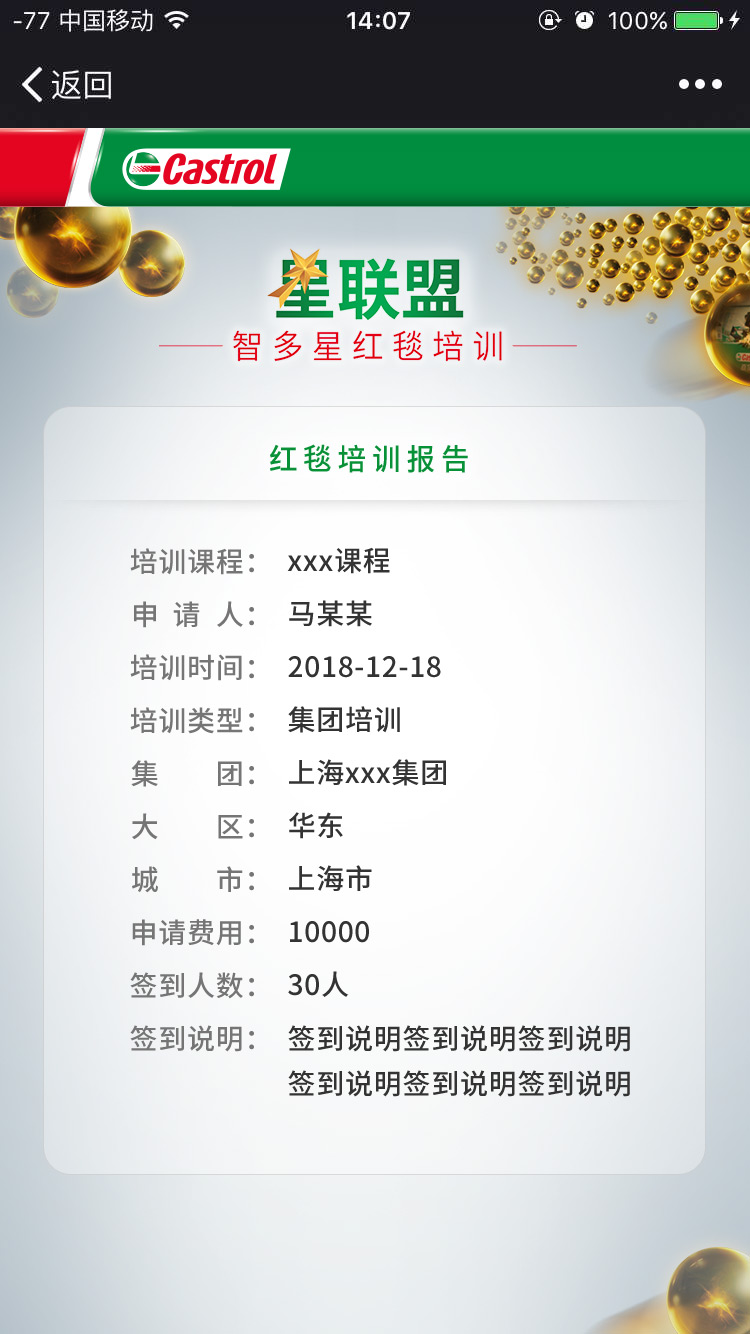 -77 中国移动 14:07 100%
返回
Castrol
星联盟
智多星红毯培训
红毯培训报告
培训课程： xxx课程
申请人： 马某某
培训时间： 2018-12-18
培训类型： 集团培训
集团： 上海xxx集团
大区： 华东
城市： 上海市
申请费用： 10000
签到人数： 30人
签到说明： 签到说明签到说明签到说明
签到说明签到说明签到说明